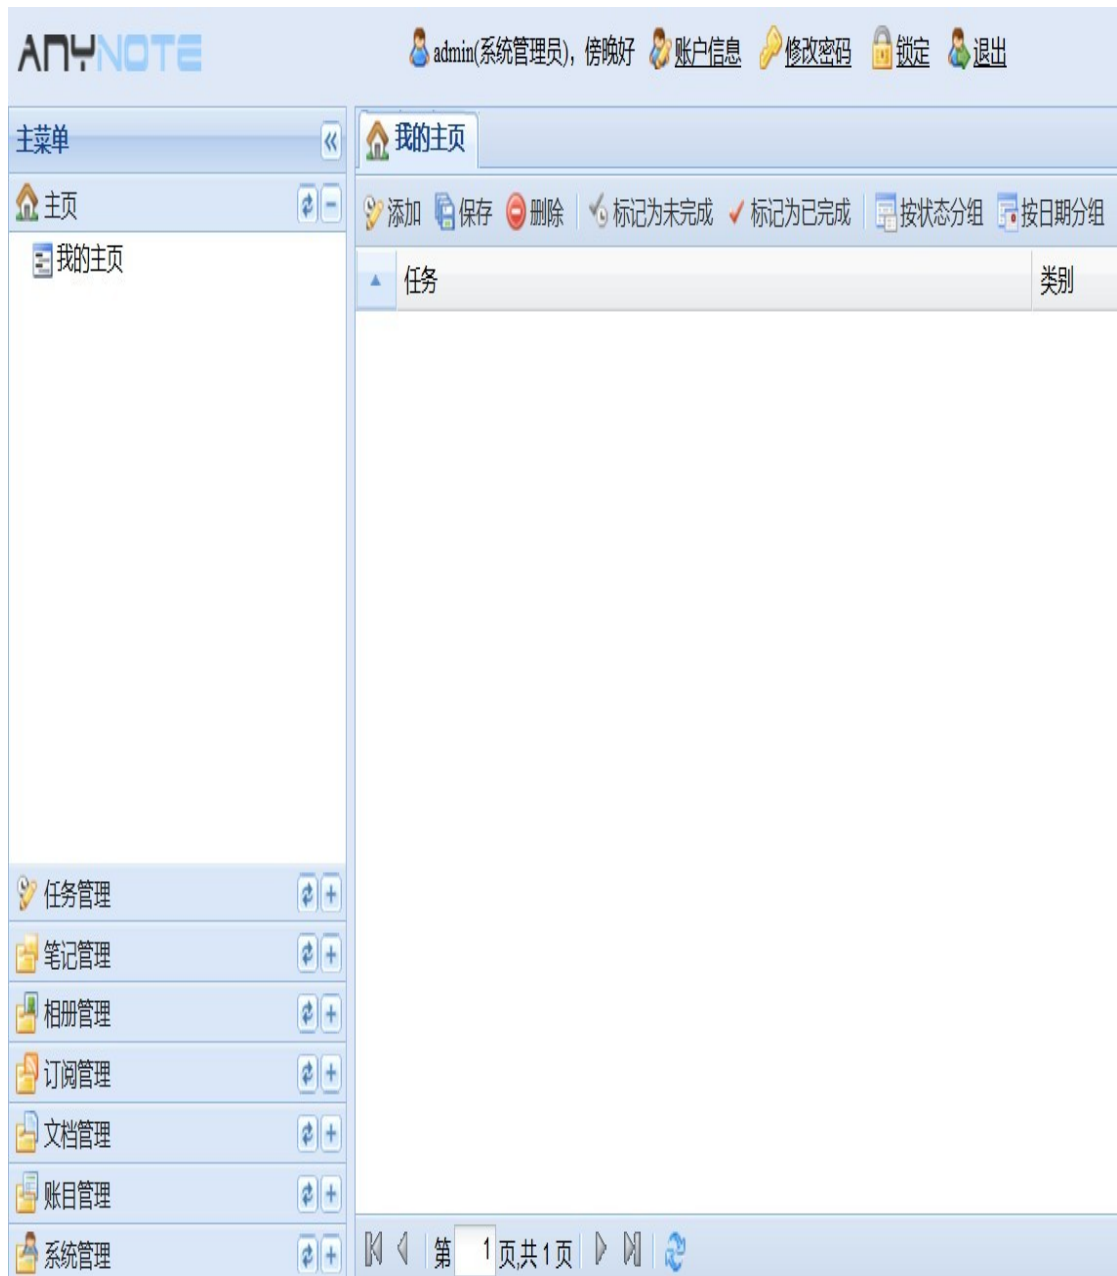 ANYNOTE
admin(系统管理员), 傍晚好 账户信息 修改密码 锁定 退出
主菜单
主页
我的主页
任务管理
笔记管理
相册管理
订阅管理
文档管理
账目管理
系统管理
我的主页
添加 保存 删除 标记为未完成 标记为已完成 按状态分组 按日期分组
任务 类别
第 1 页,共 1 页